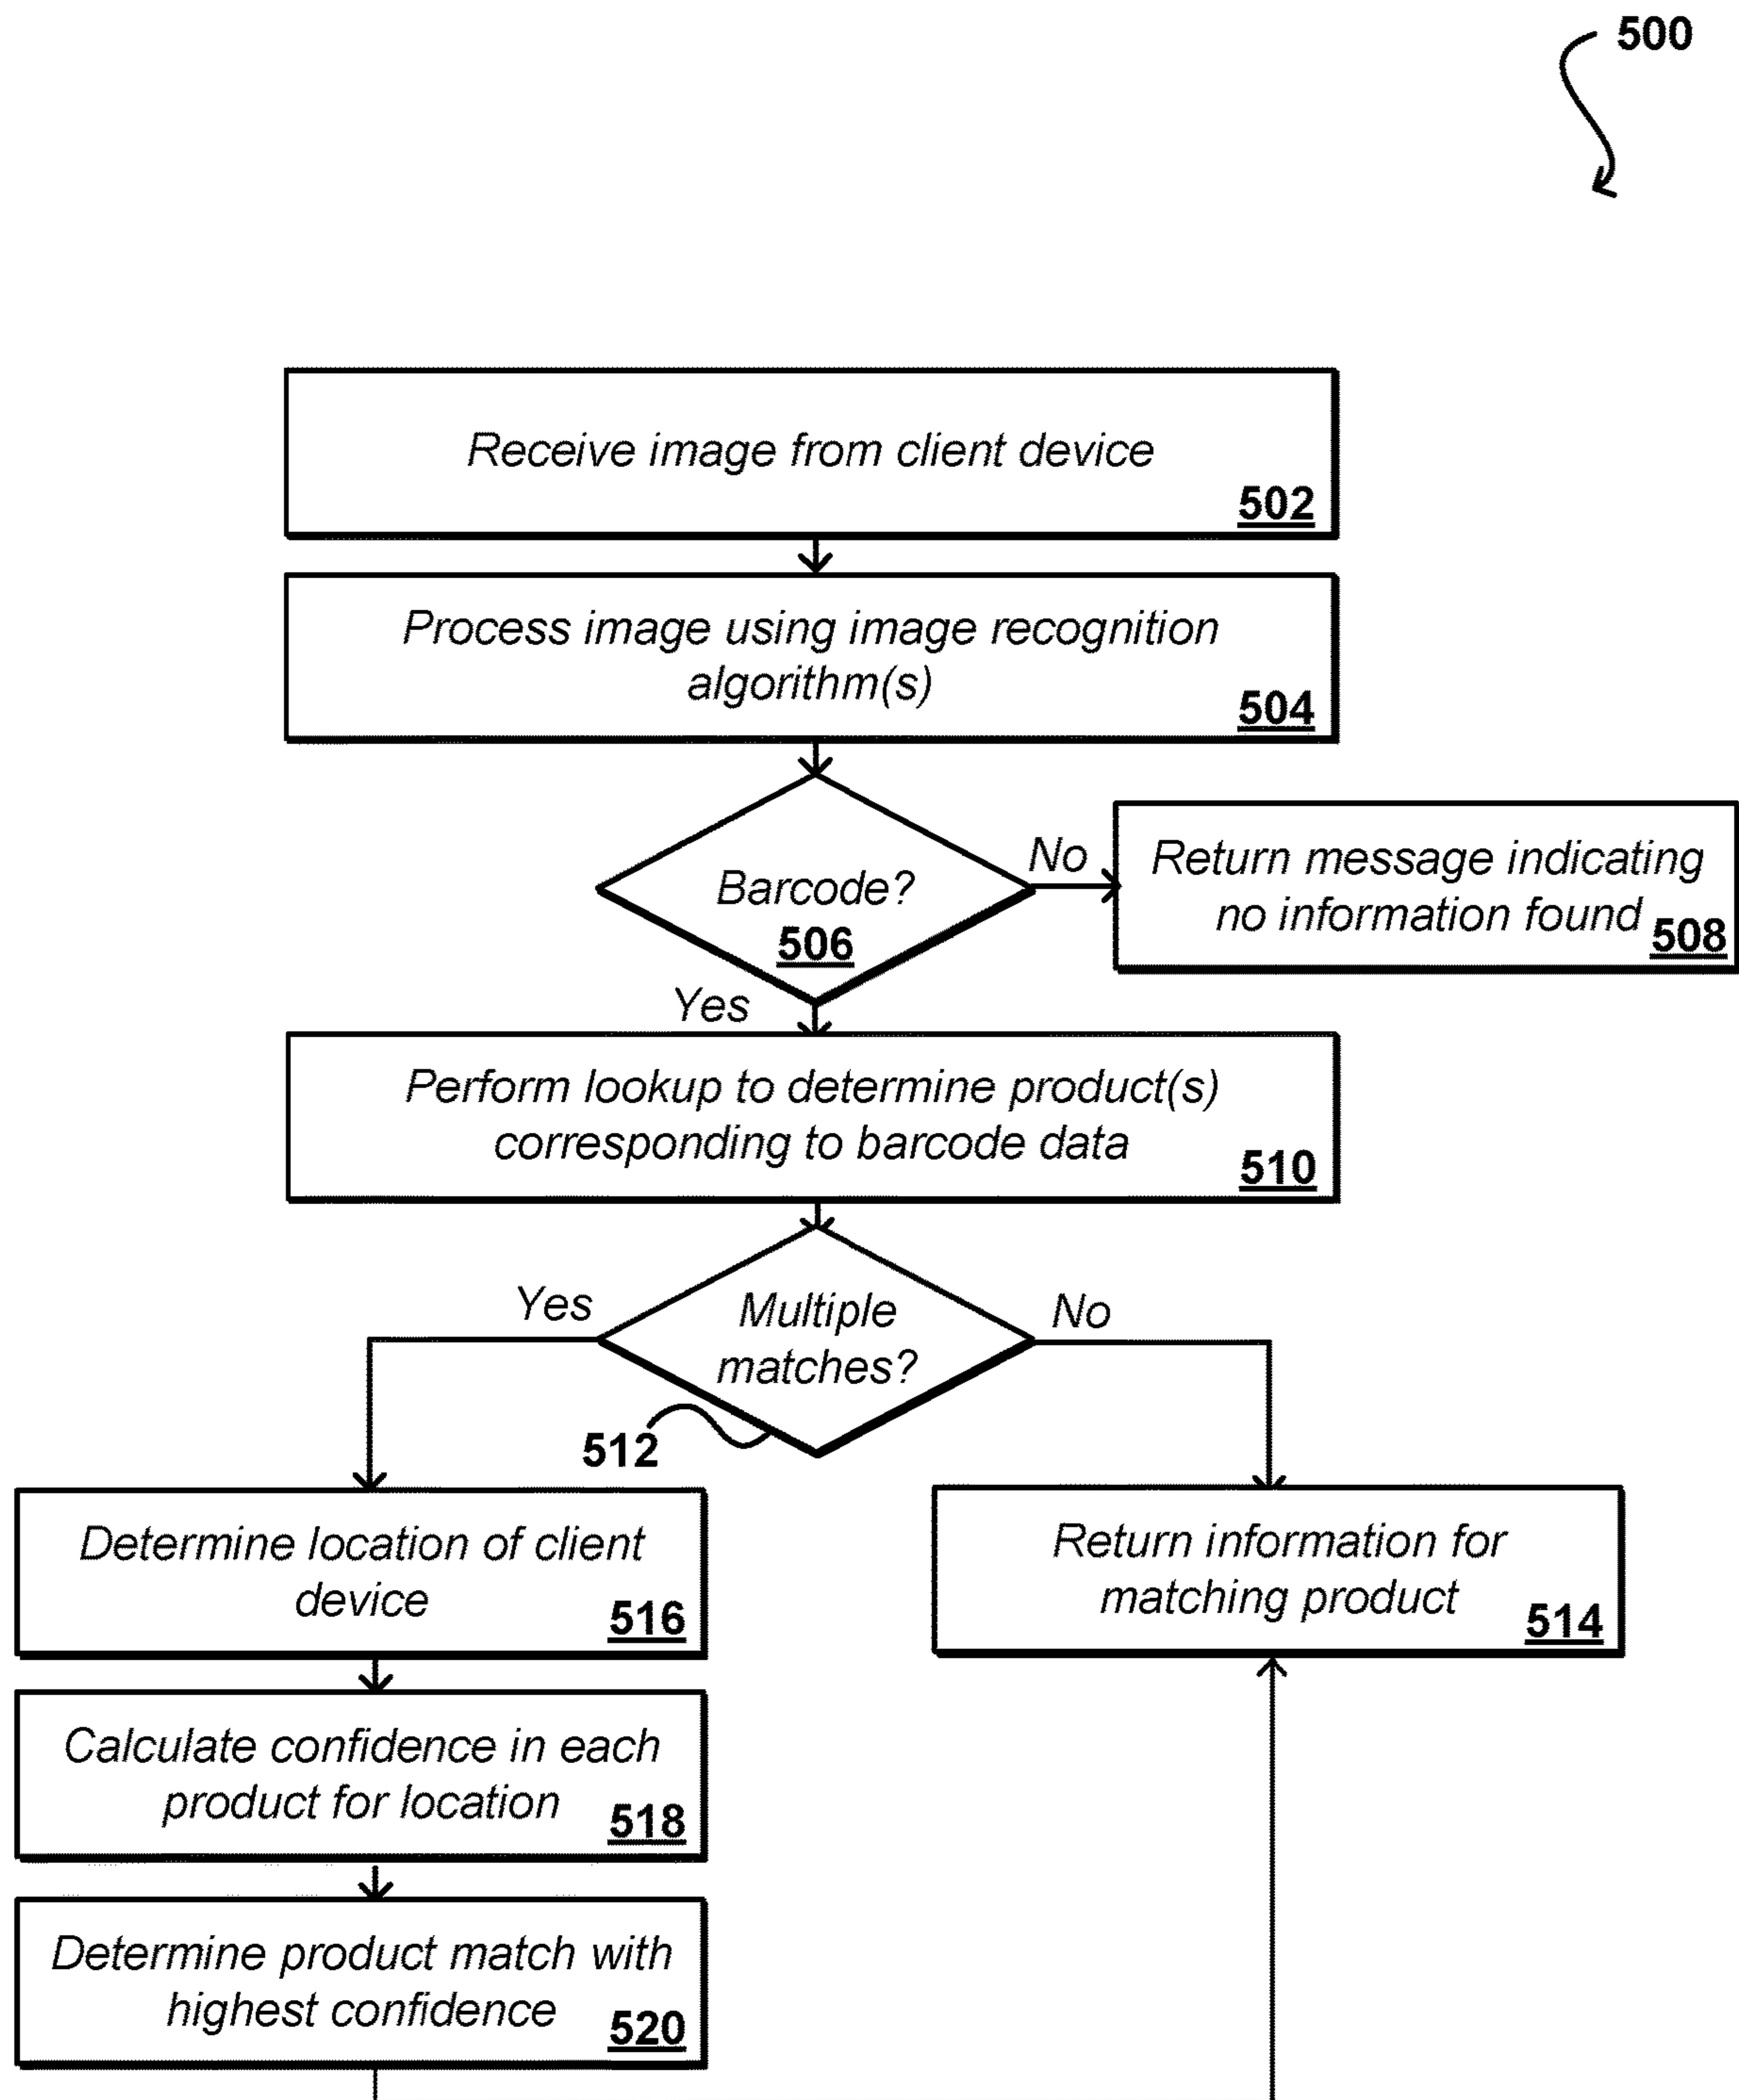 500
Receive image from client device
502
Process image using image recognition
algorithm(s)
504
Barcode?
506
No
Return message indicating
no information found
508
Yes
Perform lookup to determine product(s)
corresponding to barcode data
510
Yes
Multiple
matches?
No
512
Determine location of client
device
516
Return information for
matching product
514
Calculate confidence in each
product for location
518
Determine product match with
highest confidence
520